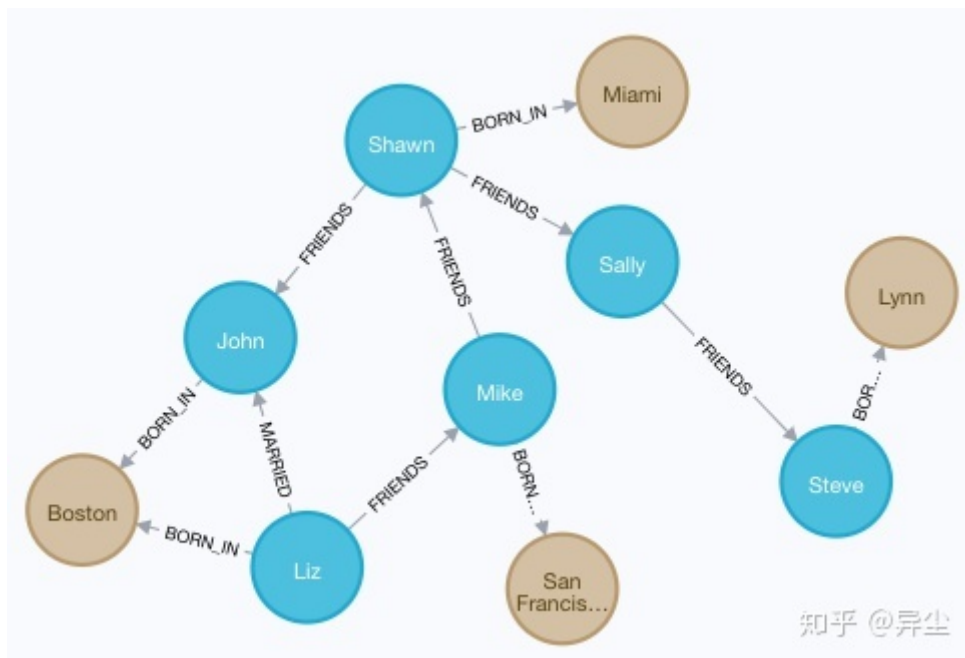 Miami
BORN_IN
Shawn
FRIENDS
FRIENDS
FRIENDS
Sally
Lynn
John
FRIENDS
BOR...
Mike
BORN_IN
MARRIED
FRIENDS
BORN...
Steve
Boston
BORN_IN
Liz
San
Francis...
知乎 @异尘